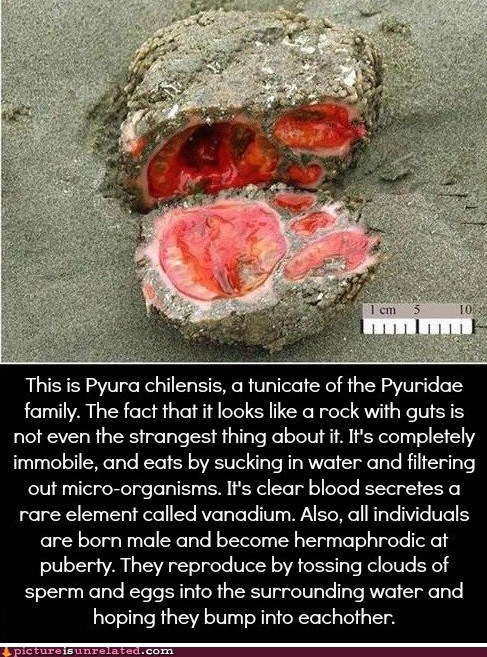 1 cm 5 10
This is Pyura chilensis, a tunicate of the Pyuridae
family. The fact that it looks like a rock with guts is
not even the strangest thing about it. It's completely
immobile, and eats by sucking in water and filtering
out micro-organisms. It's clear blood secretes a
rare element called vanadium. Also, all individuals
are born male and become hermaphrodic at
puberty. They reproduce by tossing clouds of
sperm and eggs into the surrounding water and
hoping they bump into eachother.
pictureisunrelated.com